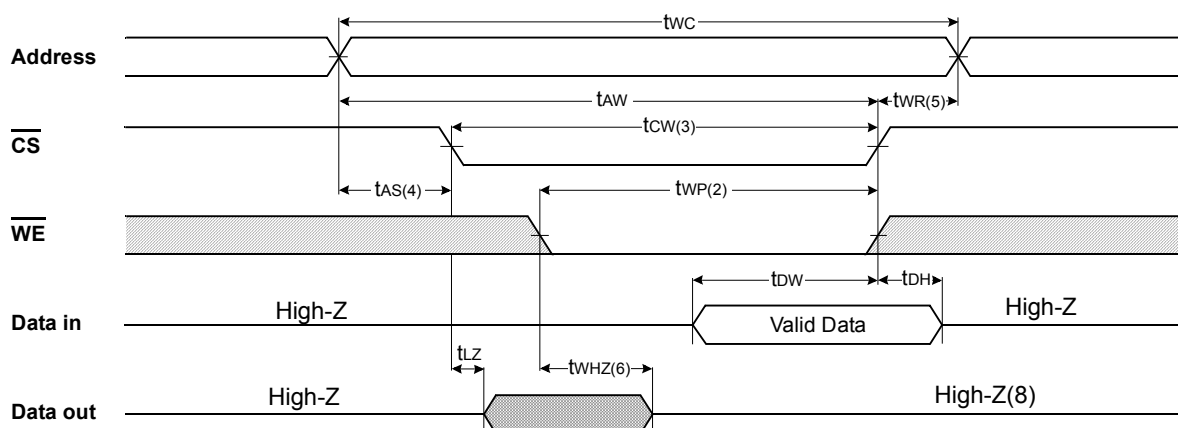 tWC
Address
tAW
tWR(5)
tCW(3)
CS
tAS(4)
tWP(2)
WE
tDW
tDH
High-Z
Valid Data
High-Z
Data in
tLZ
tWHZ(6)
High-Z
High-Z(8)
Data out